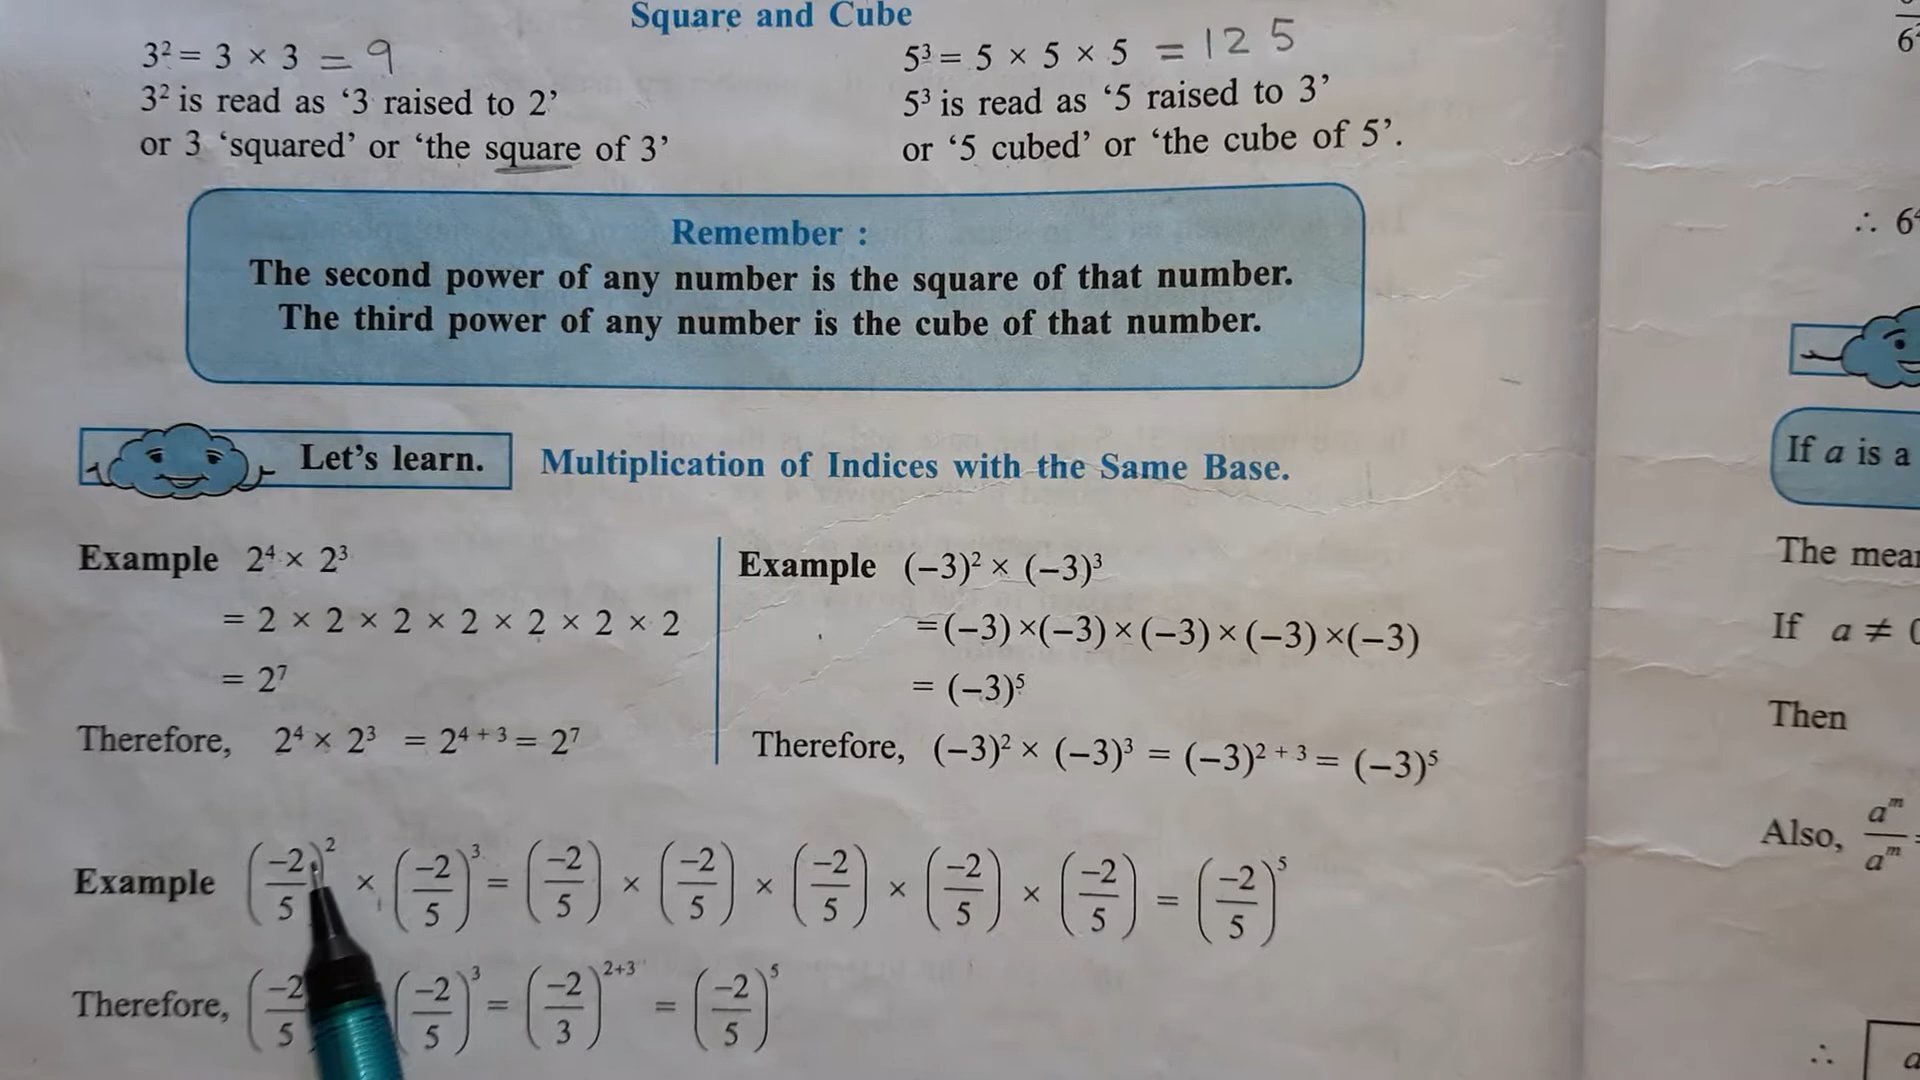 Square and Cube
3² = 3 × 3 = 9
3² is read as ‘3 raised to 2’
or 3 ‘squared’ or ‘the square of 3’
5³ = 5 × 5 × 5 = 125
5³ is read as ‘5 raised to 3’
or ‘5 cubed’ or ‘the cube of 5’.
Remember :
The second power of any number is the square of that number.
The third power of any number is the cube of that number.
Let’s learn. Multiplication of Indices with the Same Base.
Example 2⁴ × 2³
= 2 × 2 × 2 × 2 × 2 × 2 × 2
= 2⁷
Therefore, 2⁴ × 2³ = 2⁴⁺³ = 2⁷
Example (−3)² × (−3)³
=(−3)×(−3)×(−3)×(−3)×(−3)
= (−3)⁵
Therefore, (−3)² × (−3)³ = (−3)²⁺³ = (−3)⁵
Example (−2/5)² × (−2/5)³ = (−2/5) × (−2/5) × (−2/5) × (−2/5) × (−2/5) = (−2/5)⁵
Therefore, (−2/5 (−2/5)³ = (−2/3)²⁺³ = (−2/5)⁵
∴ 6
If a is a
The
If a ≠
Then
Also, aᵐ/aᵐ =
∴